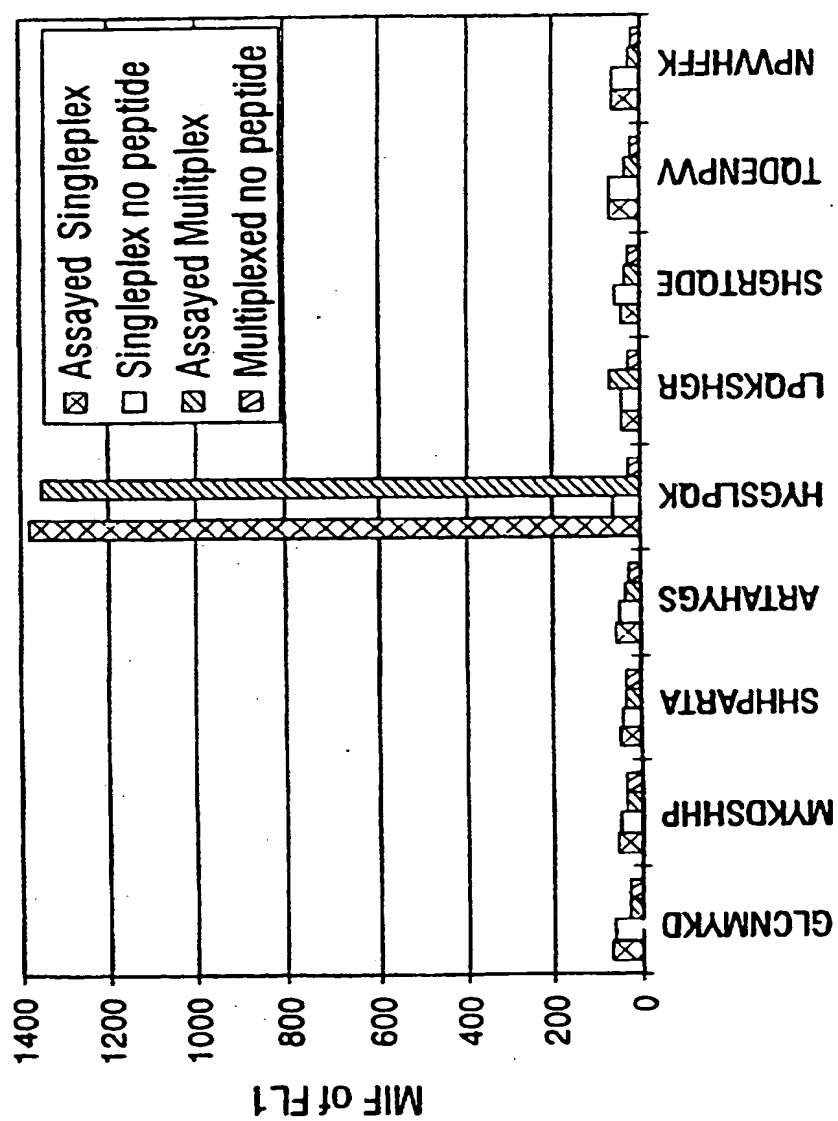 MIF of FL1
1400
1200
1000
800
600
400
200
0
Assayed Singleplex
Singleplex no peptide
Assayed Mulitplex
Multiplexed no peptide
GLCNMYKD
MYKDSHHP
SHHPARTA
ARTAHYGS
HYGSLPQK
LPQKSHGR
SHGRTQDE
TQDENPVV
NPVVHFFK